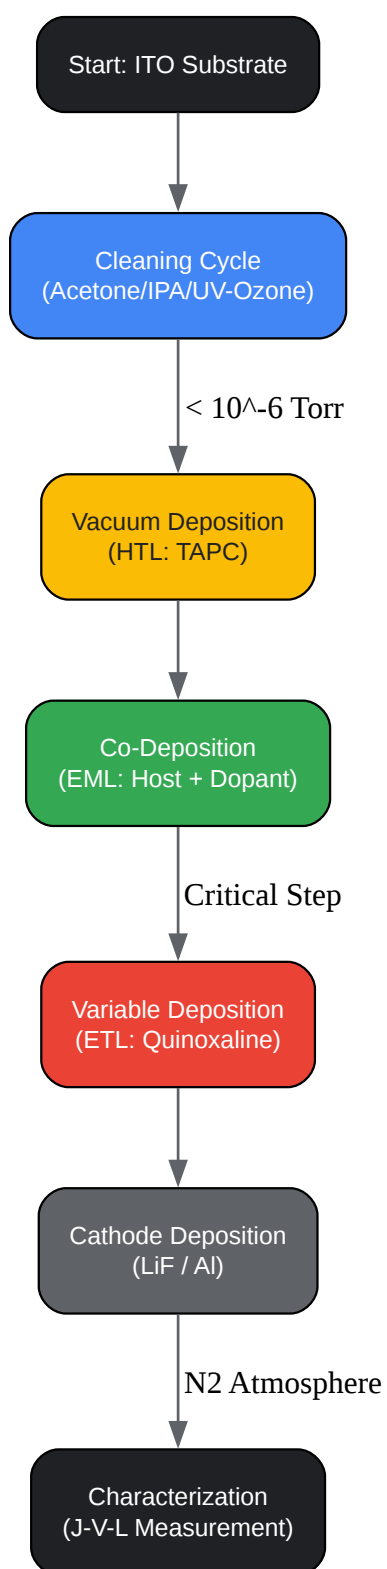 Start: ITO Substrate
Cleaning Cycle
(Acetone/IPA/UV-Ozone)
< 10^-6 Torr
Vacuum Deposition
(HTL: TAPC)
Co-Deposition
(EML: Host + Dopant)
Critical Step
Variable Deposition
(ETL: Quinoxaline)
Cathode Deposition
(LiF / Al)
N2 Atmosphere
Characterization
(J-V-L Measurement)